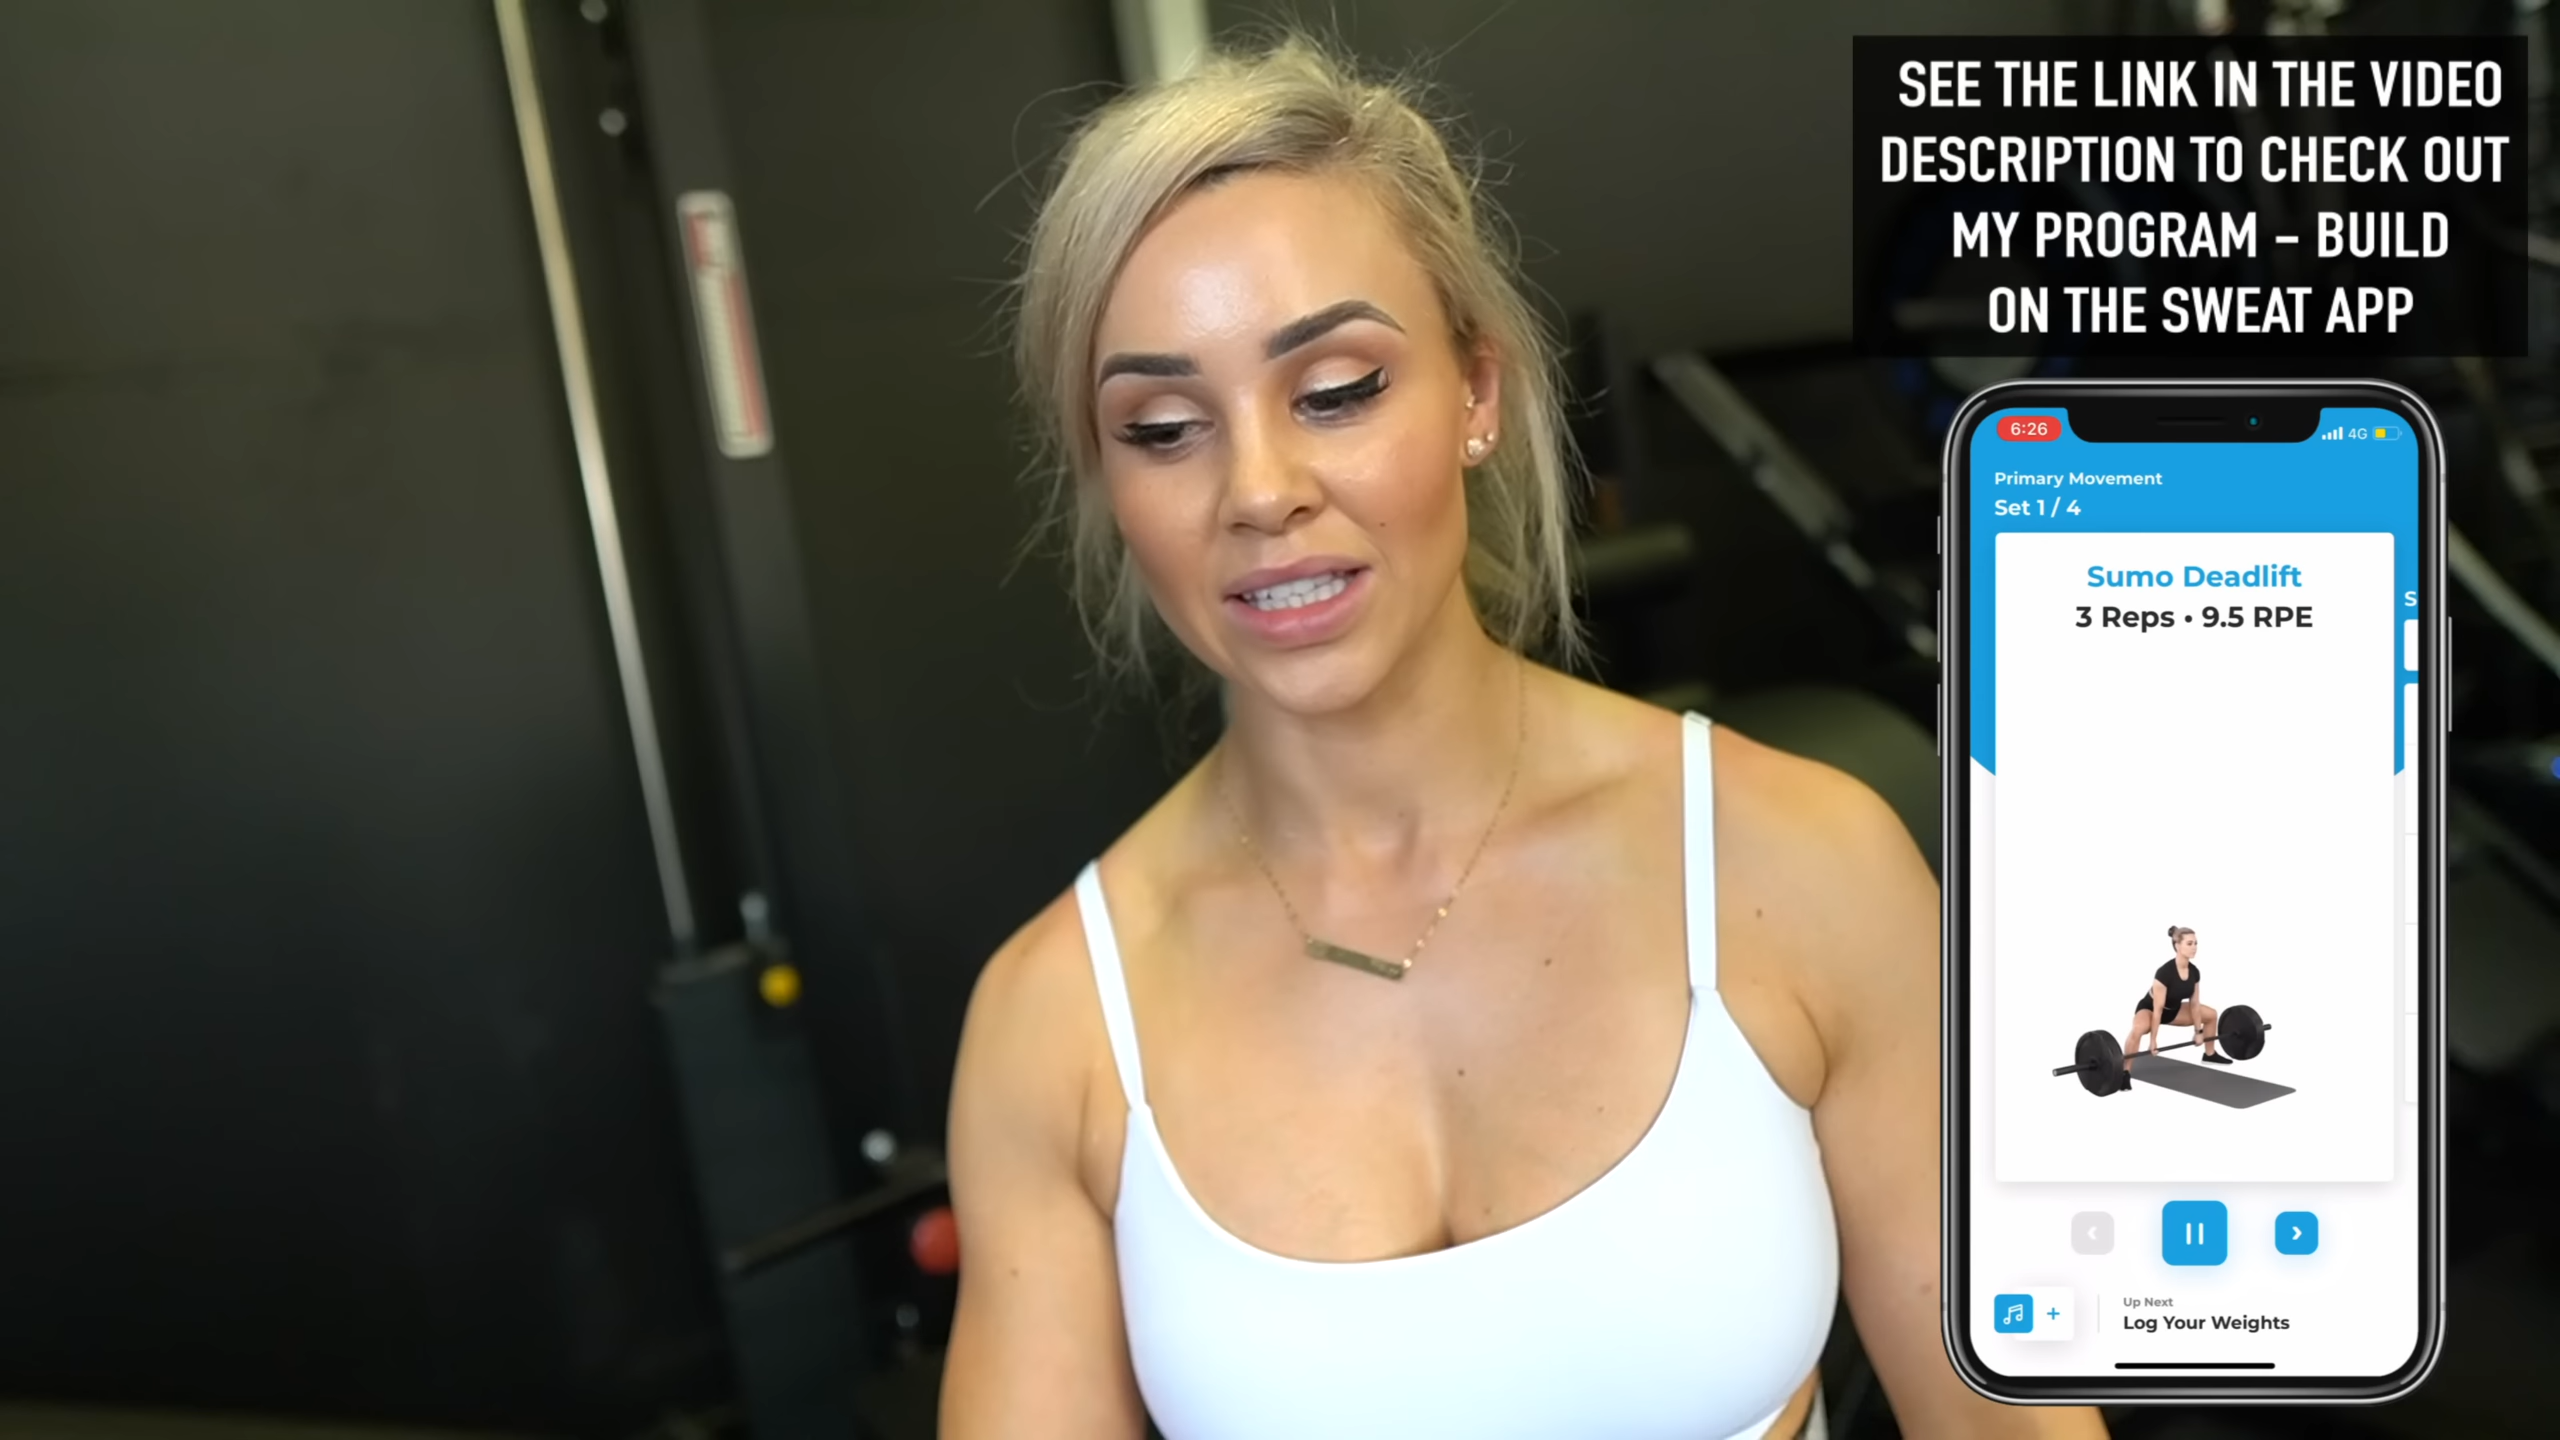 SEE THE LINK IN THE VIDEO
DESCRIPTION TO CHECK OUT
MY PROGRAM - BUILD
ON THE SWEAT APP
6:26
4G
Primary Movement
Set 1 / 4
S
Sumo Deadlift
3 Reps • 9.5 RPE
Up Next
Log Your Weights